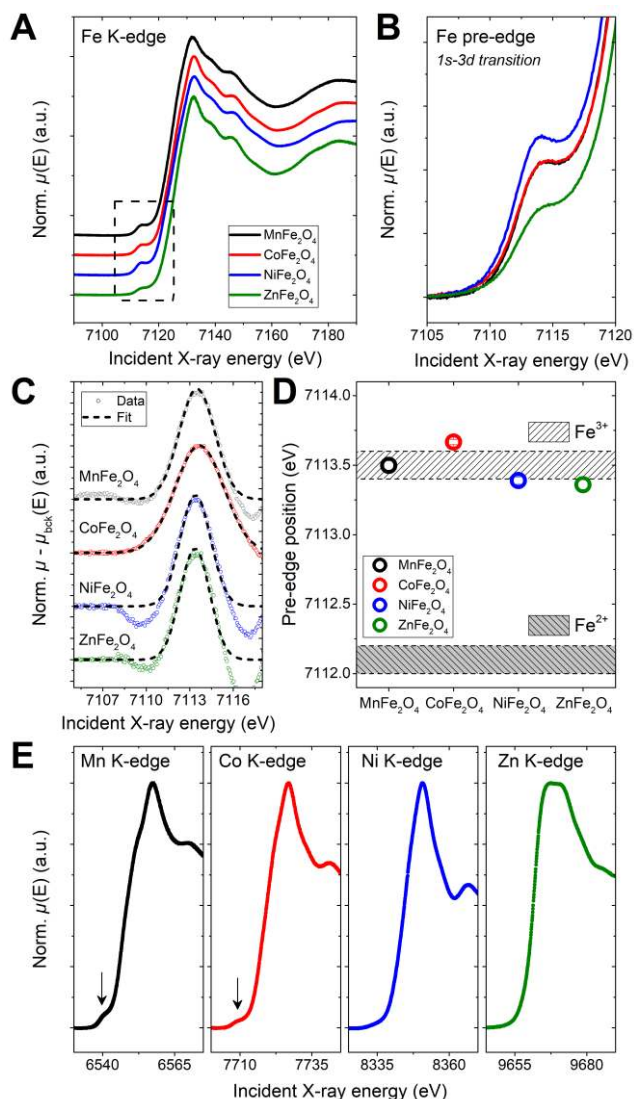 A
Fe K-edge
Norm. μ(E) (a.u.)
MnFe₂O₄
CoFe₂O₄
NiFe₂O₄
ZnFe₂O₄
7100 7120 7140 7160 7180
Incident X-ray energy (eV)
B
Fe pre-edge
1s-3d transition
Norm. μ(E) (a.u.)
7105 7110 7115 7120
Incident X-ray energy (eV)
C
Data
Fit
Norm. μ - μbck(E) (a.u.)
MnFe₂O₄
CoFe₂O₄
NiFe₂O₄
ZnFe₂O₄
7107 7110 7113 7116
Incident X-ray energy (eV)
D
Pre-edge position (eV)
7114.0
7113.5
7113.0
7112.5
7112.0
Fe³⁺
MnFe₂O₄
CoFe₂O₄
NiFe₂O₄
ZnFe₂O₄
Fe²⁺
MnFe₂O₄ CoFe₂O₄ NiFe₂O₄ ZnFe₂O₄
E
Norm. μ(E) (a.u.)
Mn K-edge
Co K-edge
Ni K-edge
Zn K-edge
6540 6565
7710 7735
8335 8360
9655 9680
Incident X-ray energy (eV)